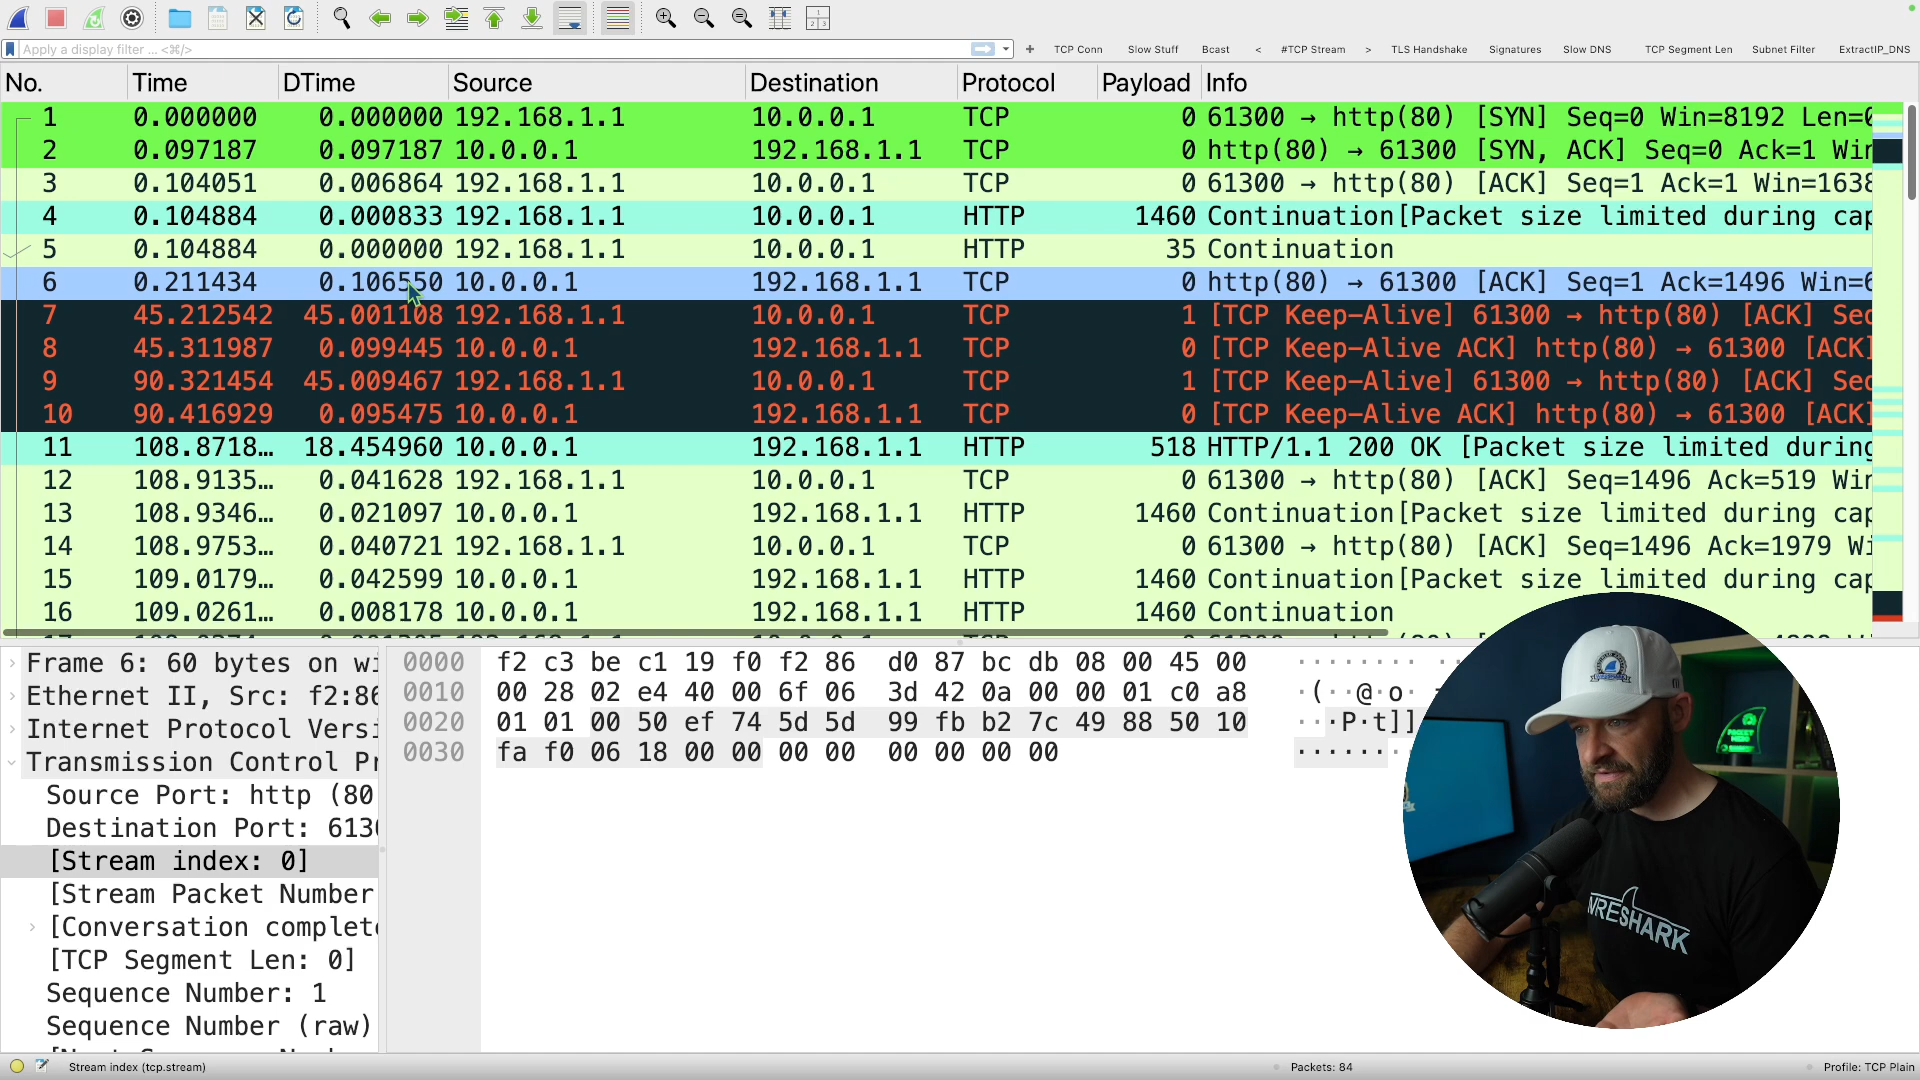 Apply a display filter ... <⌘/>
+ TCP Conn Slow Stuff Bcast < #TCP Stream > TLS Handshake Signatures Slow DNS TCP Segment Len Subnet Filter ExtractIP_DNS
No. Time DTime Source Destination Protocol Payload Info
1 0.000000 0.000000 192.168.1.1 10.0.0.1 TCP 0 61300 → http(80) [SYN] Seq=0 Win=8192 Len=0
2 0.097187 0.097187 10.0.0.1 192.168.1.1 TCP 0 http(80) → 61300 [SYN, ACK] Seq=0 Ack=1 Win
3 0.104051 0.006864 192.168.1.1 10.0.0.1 TCP 0 61300 → http(80) [ACK] Seq=1 Ack=1 Win=1638
4 0.104884 0.000833 192.168.1.1 10.0.0.1 HTTP 1460 Continuation[Packet size limited during cap
5 0.104884 0.000000 192.168.1.1 10.0.0.1 HTTP 35 Continuation
6 0.211434 0.106550 10.0.0.1 192.168.1.1 TCP 0 http(80) → 61300 [ACK] Seq=1 Ack=1496 Win=6
7 45.212542 45.001108 192.168.1.1 10.0.0.1 TCP 1 [TCP Keep-Alive] 61300 → http(80) [ACK] Sec
8 45.311987 0.099445 10.0.0.1 192.168.1.1 TCP 0 [TCP Keep-Alive ACK] http(80) → 61300 [ACK]
9 90.321454 45.009467 192.168.1.1 10.0.0.1 TCP 1 [TCP Keep-Alive] 61300 → http(80) [ACK] Sec
10 90.416929 0.095475 10.0.0.1 192.168.1.1 TCP 0 [TCP Keep-Alive ACK] http(80) → 61300 [ACK]
11 108.8718… 18.454960 10.0.0.1 192.168.1.1 HTTP 518 HTTP/1.1 200 OK [Packet size limited during
12 108.9135… 0.041628 192.168.1.1 10.0.0.1 TCP 0 61300 → http(80) [ACK] Seq=1496 Ack=519 Win
13 108.9346… 0.021097 10.0.0.1 192.168.1.1 HTTP 1460 Continuation[Packet size limited during cap
14 108.9753… 0.040721 192.168.1.1 10.0.0.1 TCP 0 61300 → http(80) [ACK] Seq=1496 Ack=1979 Wi
15 109.0179… 0.042599 10.0.0.1 192.168.1.1 HTTP 1460 Continuation[Packet size limited during cap
16 109.0261… 0.008178 10.0.0.1 192.168.1.1 HTTP 1460 Continuation
Frame 6: 60 bytes on wi
Ethernet II, Src: f2:86
Internet Protocol Versi
Transmission Control Pr
Source Port: http (80
Destination Port: 6130
[Stream index: 0]
[Stream Packet Number
[Conversation complete
[TCP Segment Len: 0]
Sequence Number: 1
Sequence Number (raw)
0000 f2 c3 be c1 19 f0 f2 86 d0 87 bc db 08 00 45 00 ········ ··
0010 00 28 02 e4 40 00 6f 06 3d 42 0a 00 00 01 c0 a8 ·(··@·o·
0020 01 01 00 50 ef 74 5d 5d 99 fb b2 7c 49 88 50 10 ···P·t]]
0030 fa f0 06 18 00 00 00 00 00 00 00 00 ········
PACKET
WIRESHARK
Stream index (tcp.stream) Packets: 84 Profile: TCP Plain